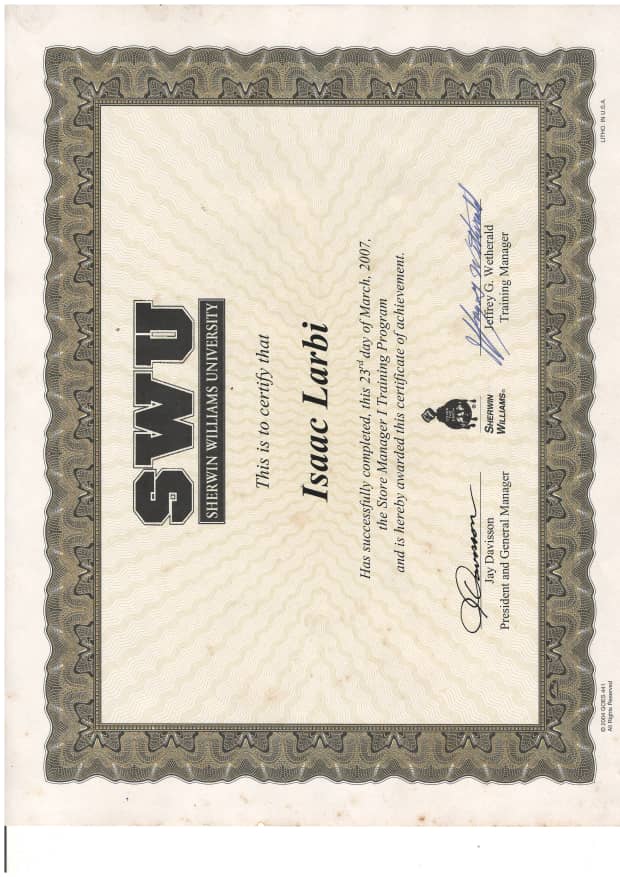 SWU
SHERWIN WILLIAMS UNIVERSITY
This is to certify that
Isaac Larbi
Has successfully completed, this 23rd day of March, 2007,
the Store Manager I Training Program
and is hereby awarded this certificate of achievement.
J Davisson
Jay Davisson
President and General Manager
SHERWIN
WILLIAMS®
Jeffrey G Wetherald
Jeffrey G. Wetherald
Training Manager
© 2004 GOES 441
All Rights Reserved
LITHO. IN U.S.A.